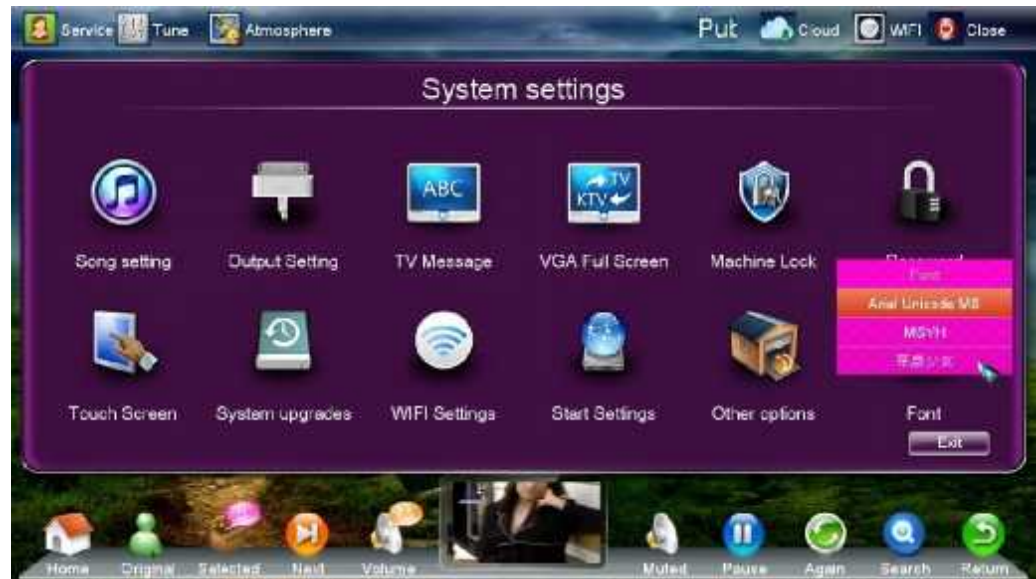 Service Tune Atmosphere Put Cloud WIFI Close
System settings
ABC
TV
KTV
Song setting Output Setting TV Message VGA Full Screen Machine Lock Password
Font
Arial Unicode MS
MSYH
Touch Screen System upgrades WIFI Settings Start Settings Other options Font
Exit
Home Original Selected Next Volume Muted Pause Again Search Return